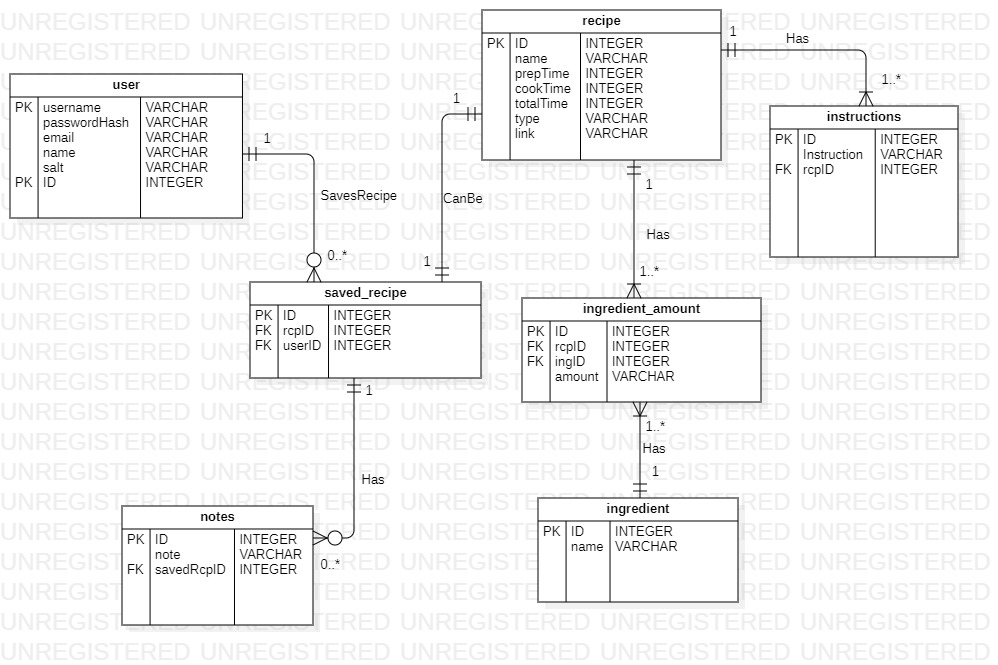 recipe
PK ID INTEGER
name VARCHAR
prepTime INTEGER
cookTime INTEGER
totalTime INTEGER
type VARCHAR
link VARCHAR
1
Has
1..*
instructions
PK ID INTEGER
Instruction VARCHAR
FK rcpID INTEGER
user
PK username VARCHAR
passwordHash VARCHAR
email VARCHAR
name VARCHAR
salt VARCHAR
PK ID INTEGER
1
SavesRecipe
0..*
1
CanBe
1
1
Has
1..*
saved_recipe
PK ID INTEGER
FK rcpID INTEGER
FK userID INTEGER
ingredient_amount
PK ID INTEGER
FK rcpID INTEGER
FK ingID INTEGER
amount VARCHAR
1
Has
0..*
1..*
Has
1
notes
PK ID INTEGER
note VARCHAR
FK savedRcpID INTEGER
ingredient
PK ID INTEGER
name VARCHAR
UNREGISTERED